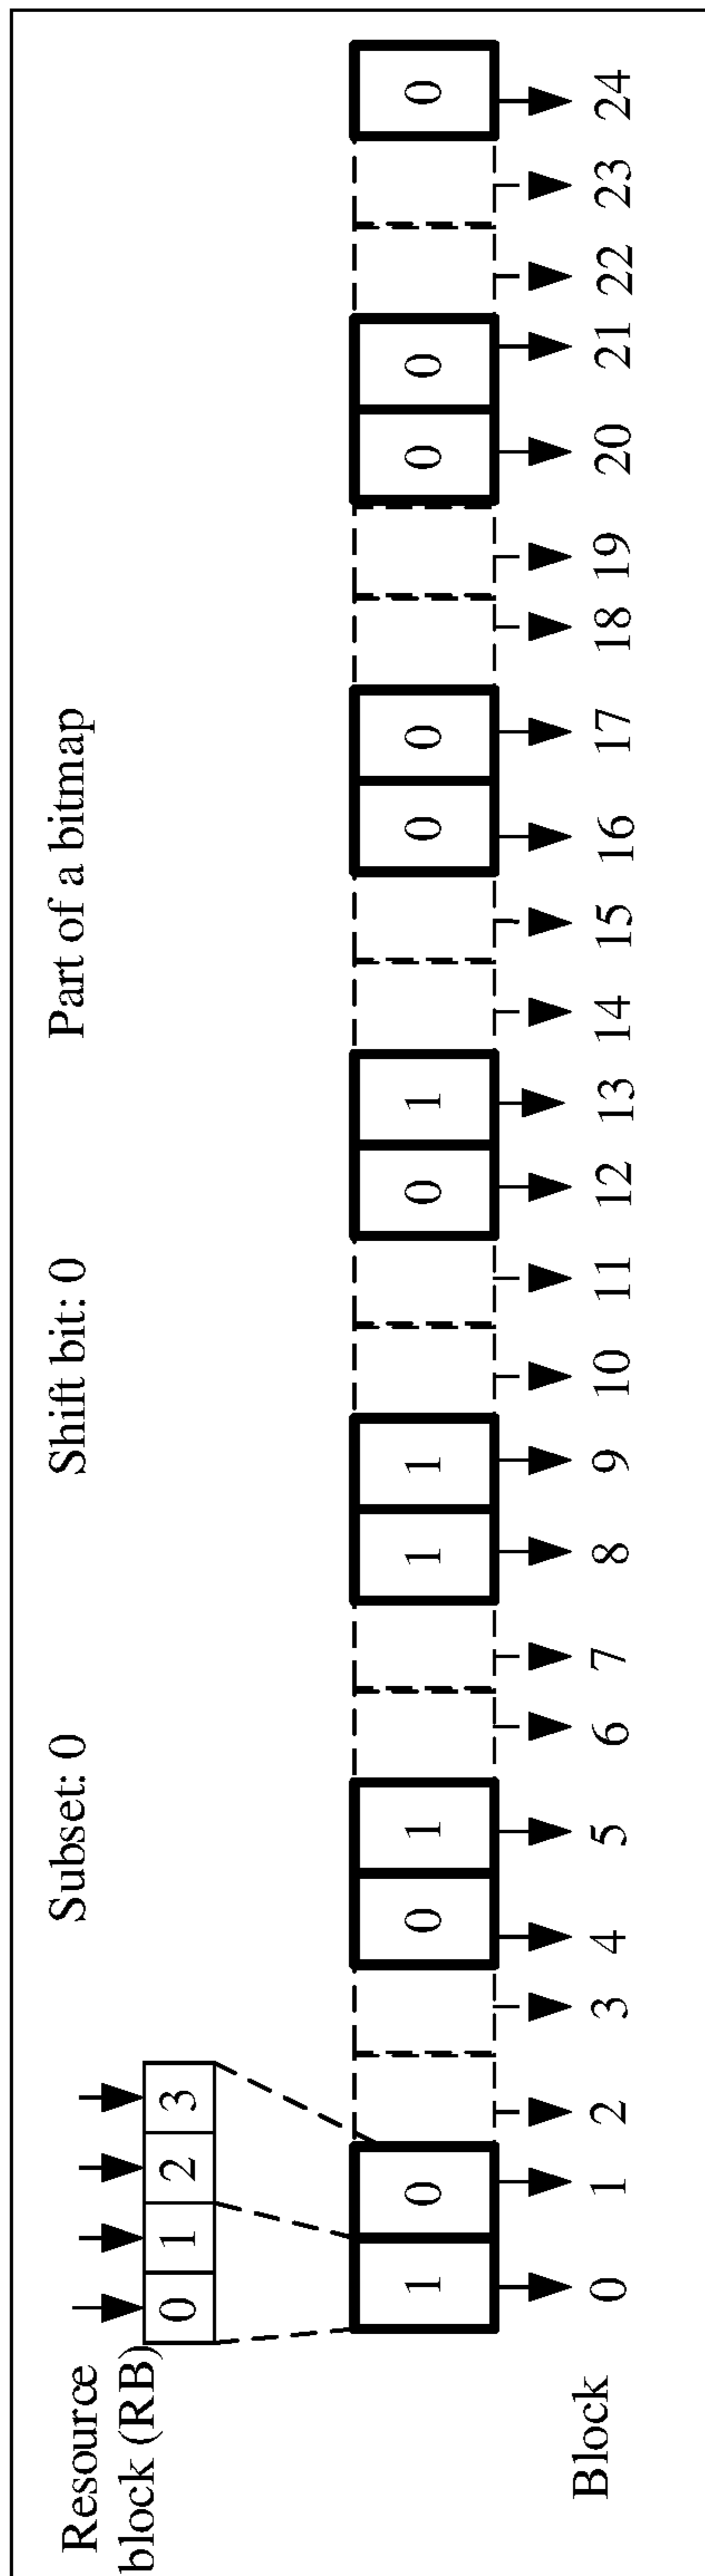 Resource
block (RB)
0 1 2 3
Subset: 0
Shift bit: 0
Part of a bitmap
1 0 0 1 1 1 0 1 0 0 0 0 0
Block
0 1 2 3 4 5 6 7 8 9 10 11 12 13 14 15 16 17 18 19 20 21 22 23 24